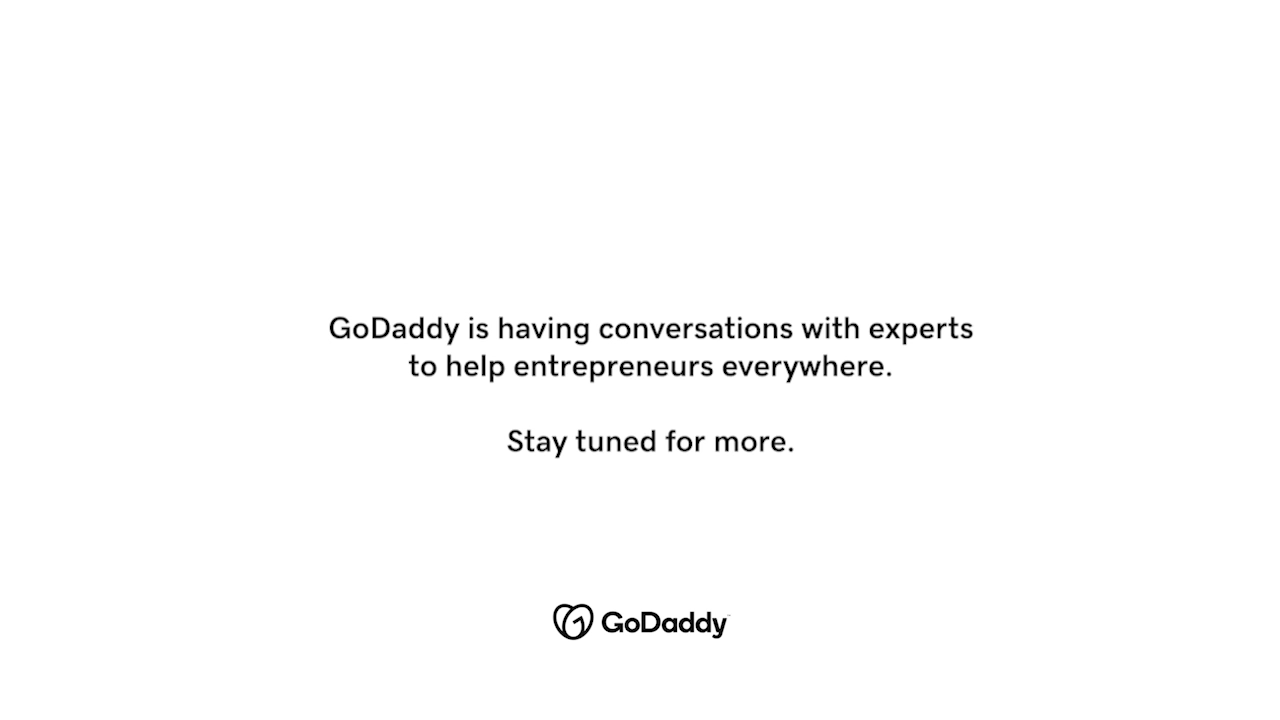 GoDaddy is having conversations with experts
to help entrepreneurs everywhere.
Stay tuned for more.
GoDaddy